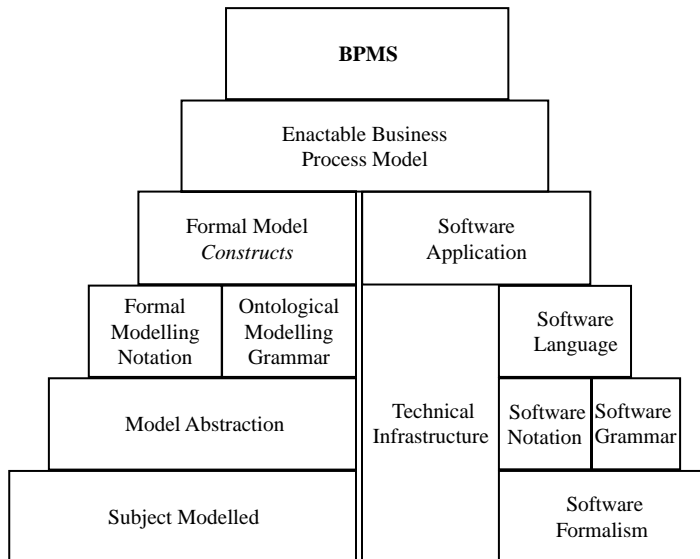 BPMS
Enactable Business
Process Model
Formal Model
Constructs
Software
Application
Formal
Modelling
Notation
Ontological
Modelling
Grammar
Software
Language
Model Abstraction
Technical
Infrastructure
Software
Notation
Software
Grammar
Subject Modelled
Software
Formalism